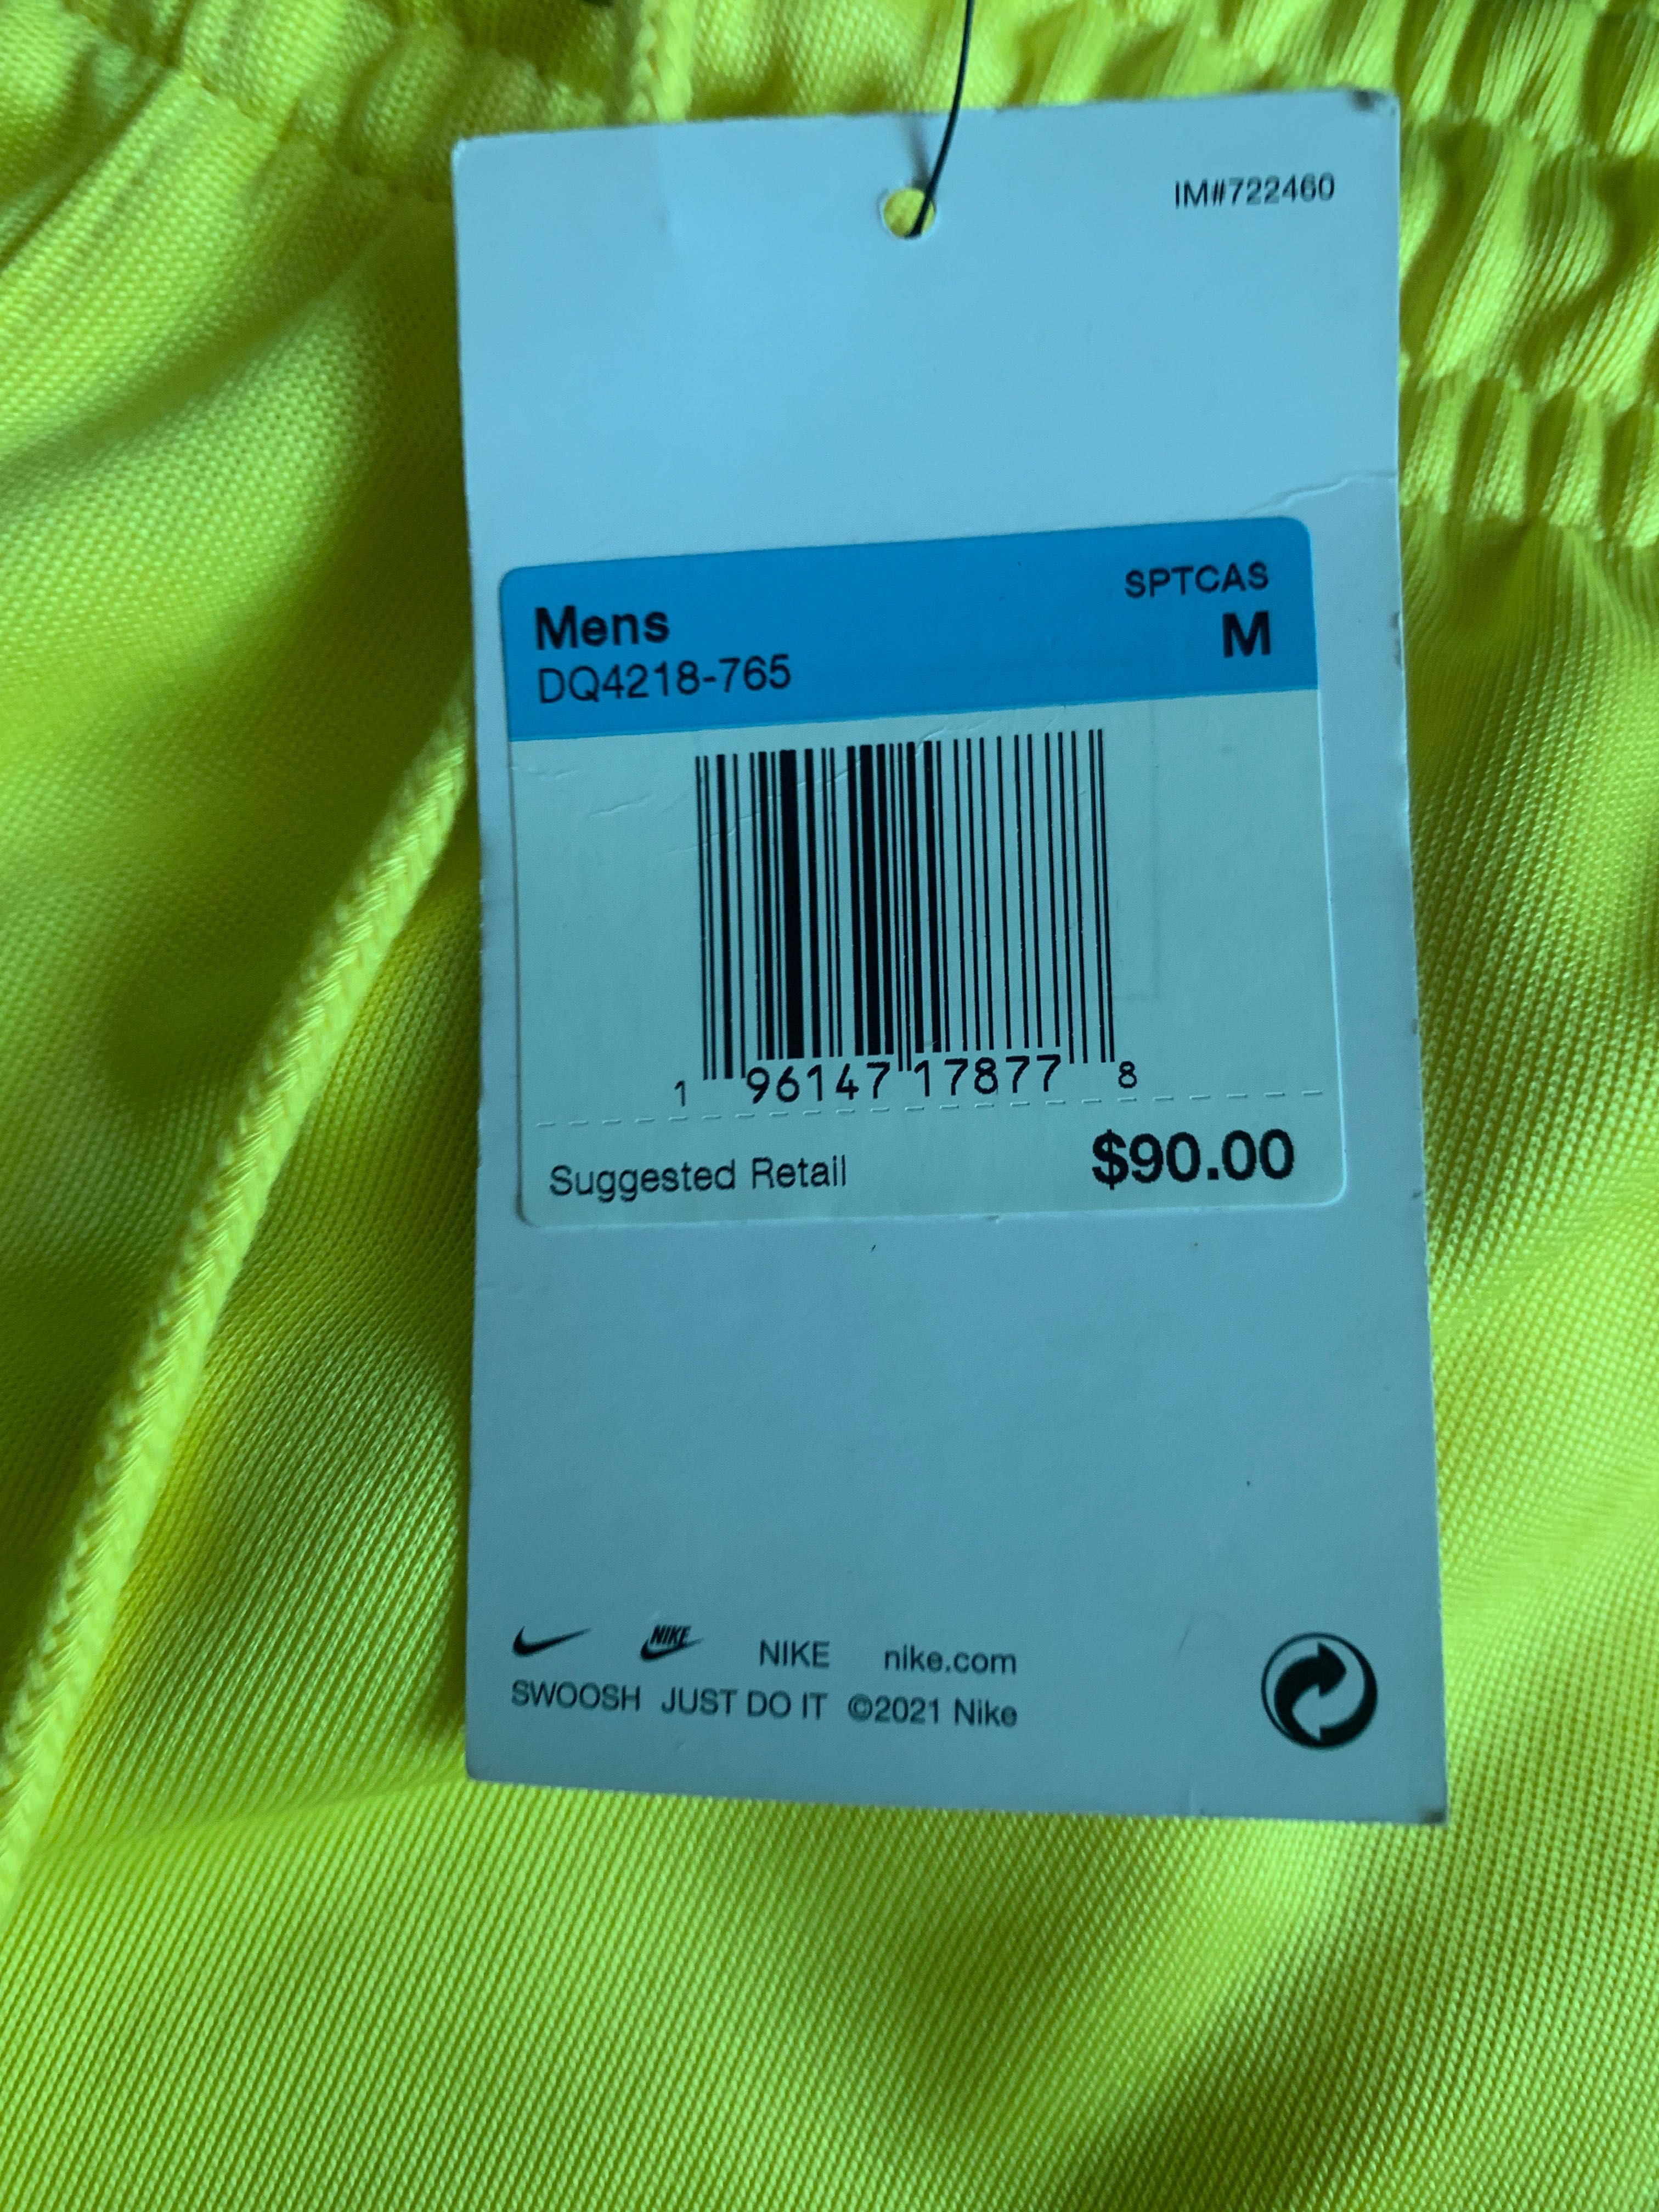 IM#722460
SPTCAS
Mens M
DQ4218-765
1 96147 17877 8
Suggested Retail $90.00
NIKE NIKE nike.com
SWOOSH JUST DO IT ©2021 Nike